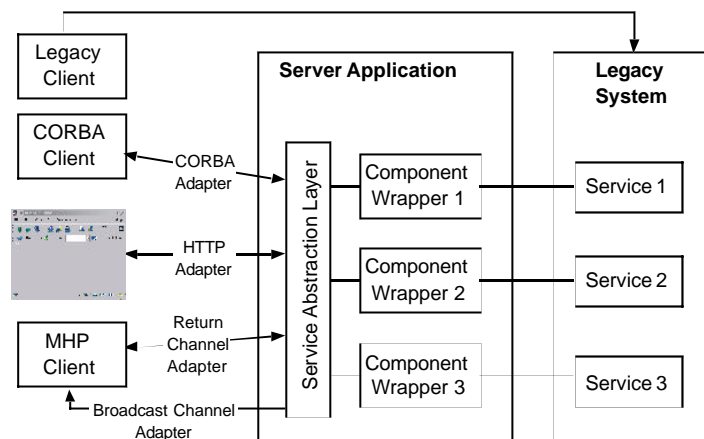 Legacy
Client
CORBA
Client
MHP
Client
CORBA
Adapter
HTTP
Adapter
Return
Channel
Adapter
Broadcast Channel
Adapter
Server Application
Service Abstraction Layer
Component
Wrapper 1
Component
Wrapper 2
Component
Wrapper 3
Legacy
System
Service 1
Service 2
Service 3